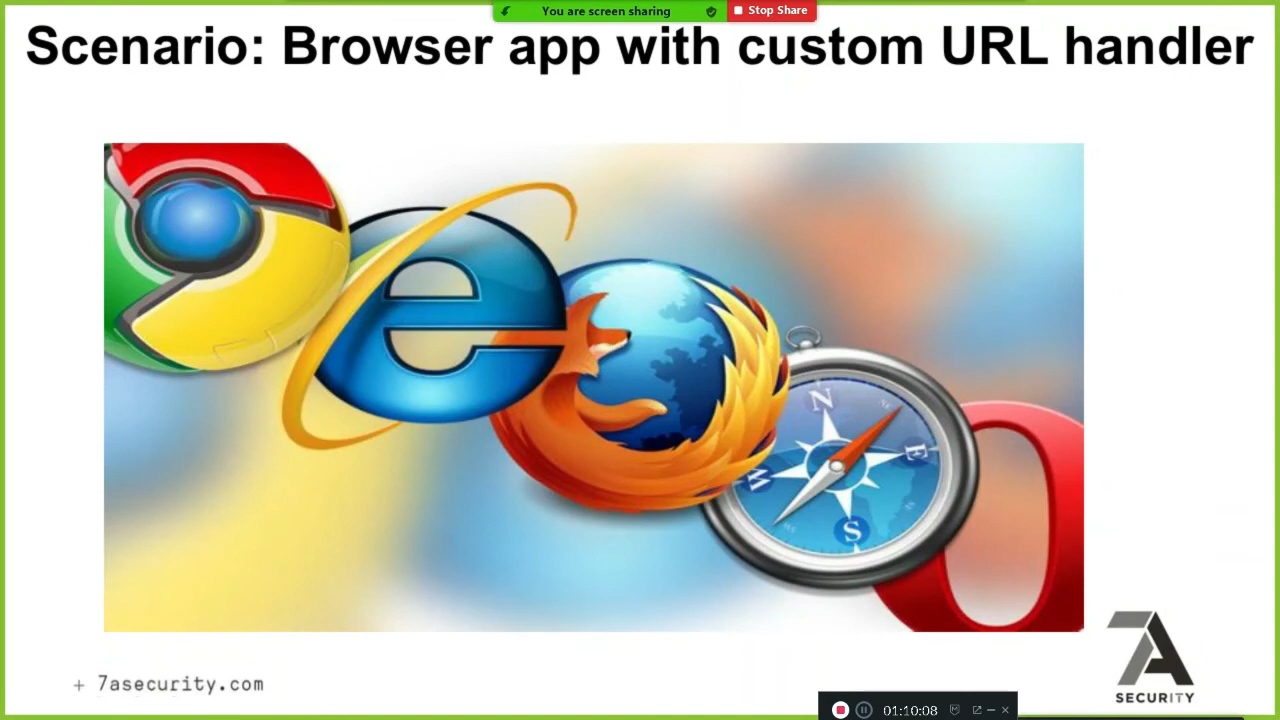 You are screen sharing
Stop Share
Scenario: Browser app with custom URL handler
e
N
E
S
W
+ 7asecurity.com
7A
SECURITY
01:10:08